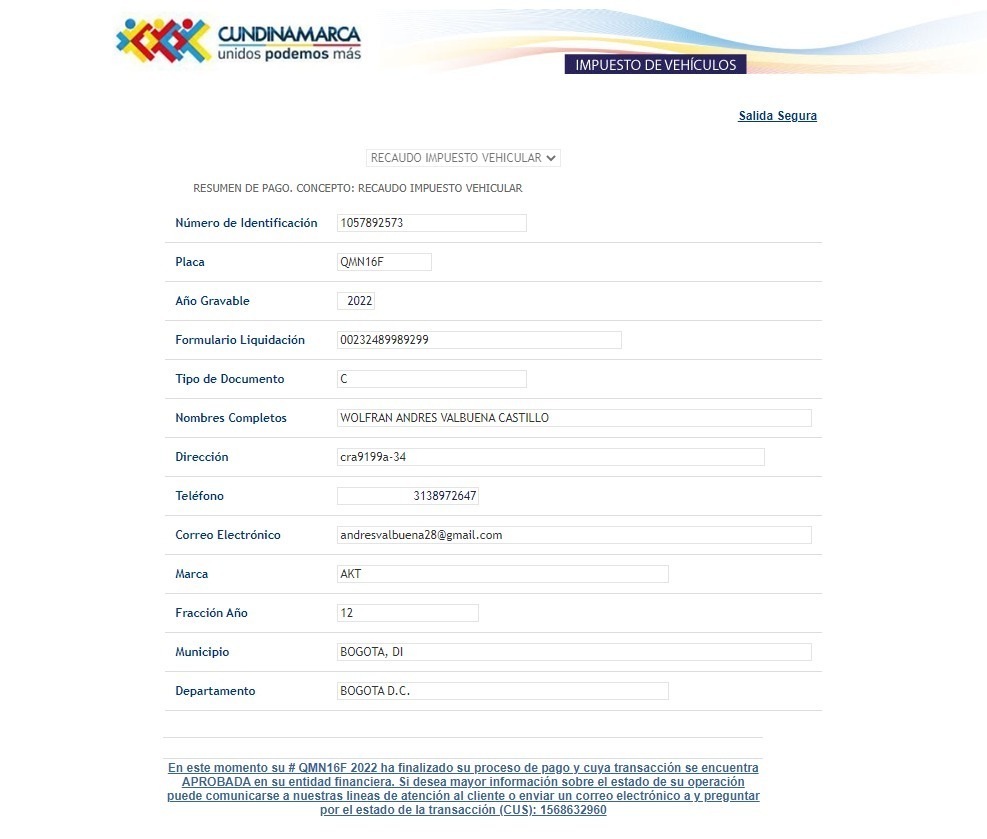 CUNDINAMARCA
unidos podemos más
IMPUESTO DE VEHÍCULOS
Salida Segura
RECAUDO IMPUESTO VEHICULAR
RESUMEN DE PAGO. CONCEPTO: RECAUDO IMPUESTO VEHICULAR
Número de Identificación 1057892573
Placa QMN16F
Año Gravable 2022
Formulario Liquidación 00232489989299
Tipo de Documento C
Nombres Completos WOLFRAN ANDRES VALBUENA CASTILLO
Dirección cra9199a-34
Teléfono 3138972647
Correo Electrónico andresvalbuena28@gmail.com
Marca AKT
Fracción Año 12
Municipio BOGOTA, DI
Departamento BOGOTA D.C.
En este momento su # QMN16F 2022 ha finalizado su proceso de pago y cuya transacción se encuentra
APROBADA en su entidad financiera. Si desea mayor información sobre el estado de su operación
puede comunicarse a nuestras lineas de atención al cliente o enviar un correo electrónico a y preguntar
por el estado de la transacción (CUS): 1568632960